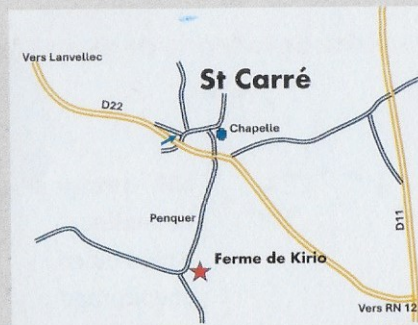 Vers Lanvellec
St Carré
D22
Chapelle
Penquer
Ferme de Kirio
D11
Vers RN 12